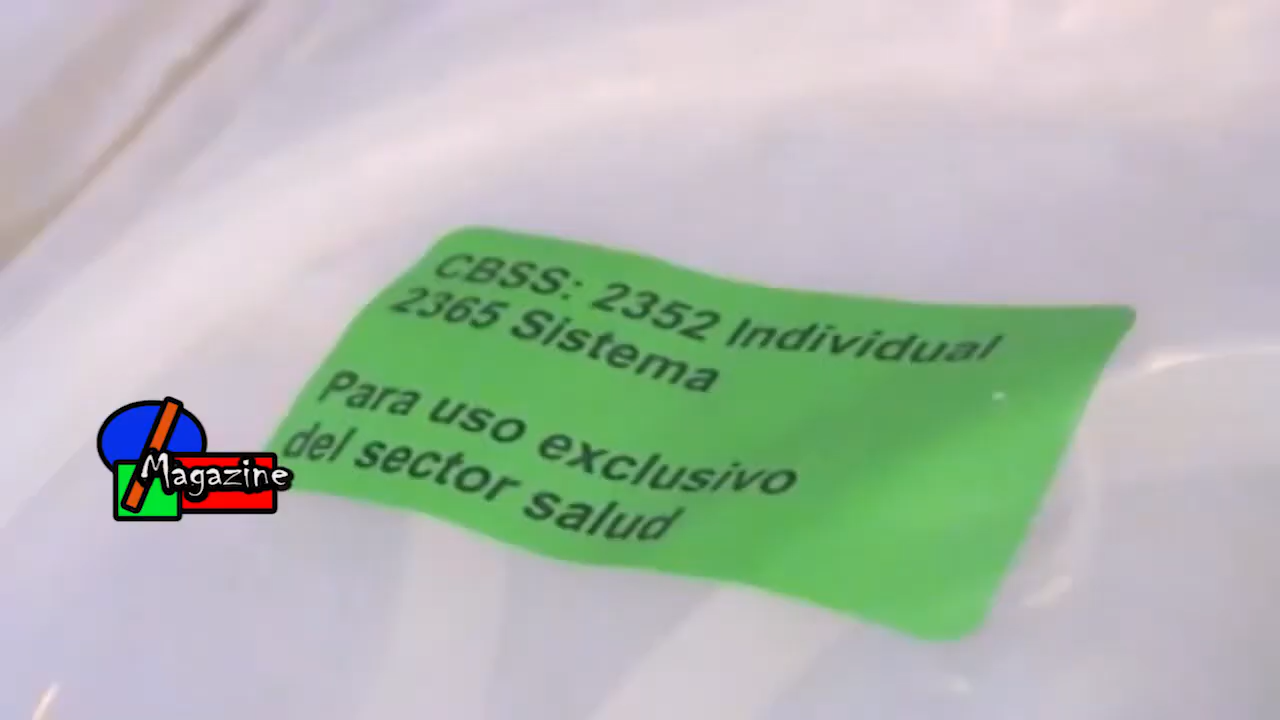 CBSS: 2352 Individual
2365 Sistema
Para uso exclusivo
del sector salud
Magazine